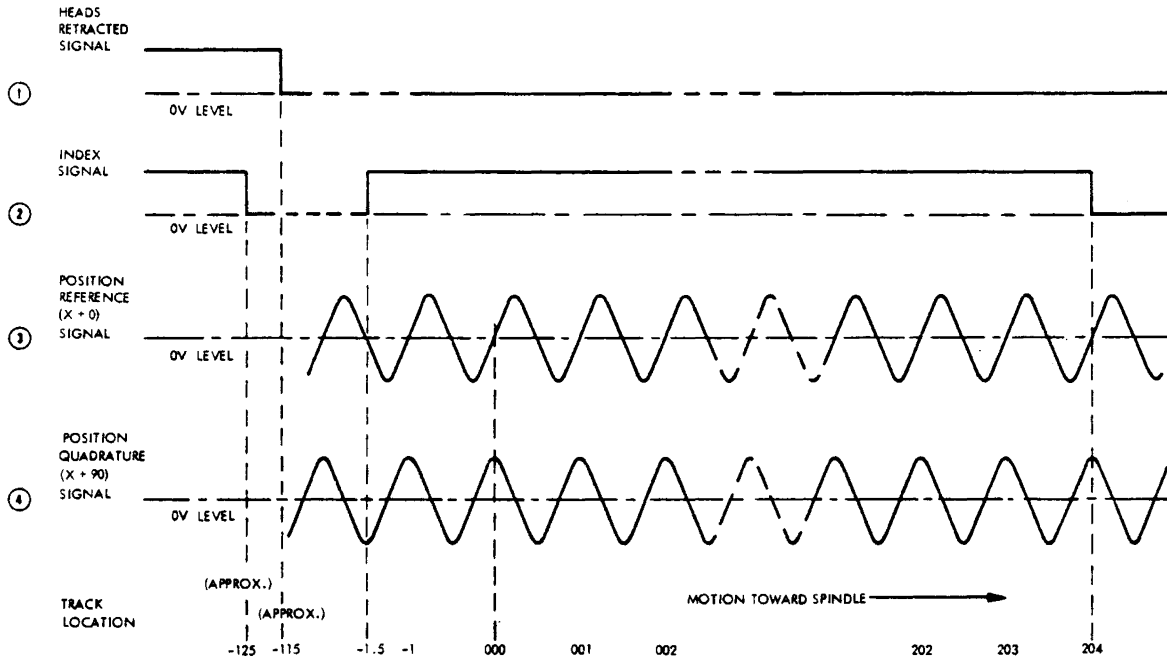 HEADS
RETRACTED
SIGNAL
1
0V LEVEL
INDEX
SIGNAL
2
0V LEVEL
POSITION
REFERENCE
(X + 0)
SIGNAL
3
0V LEVEL
POSITION
QUADRATURE
(X + 90)
SIGNAL
4
0V LEVEL
(APPROX.)
(APPROX.)
MOTION TOWARD SPINDLE
TRACK
LOCATION
-125 -115 -1.5 -1 000 001 002 202 203 204